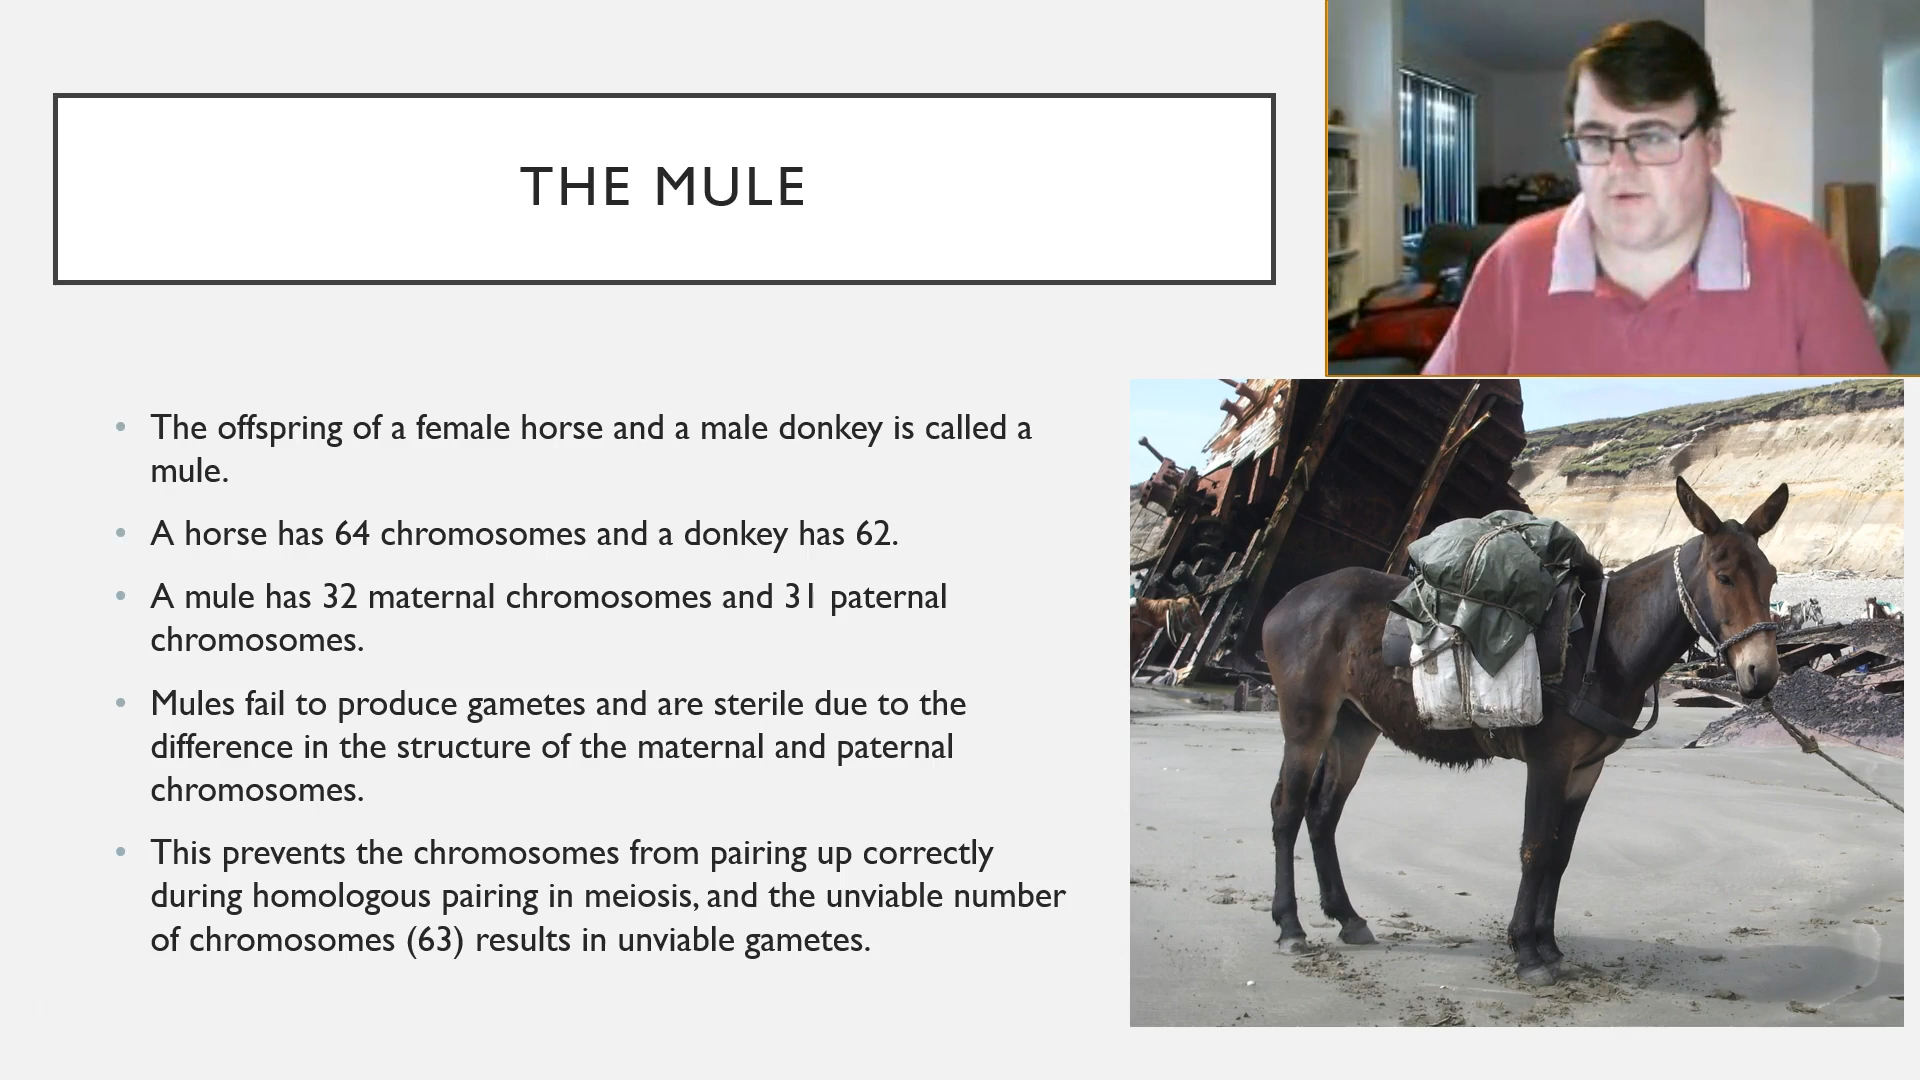 THE MULE
• The offspring of a female horse and a male donkey is called a
mule.
• A horse has 64 chromosomes and a donkey has 62.
• A mule has 32 maternal chromosomes and 31 paternal
chromosomes.
• Mules fail to produce gametes and are sterile due to the
difference in the structure of the maternal and paternal
chromosomes.
• This prevents the chromosomes from pairing up correctly
during homologous pairing in meiosis, and the unviable number
of chromosomes (63) results in unviable gametes.